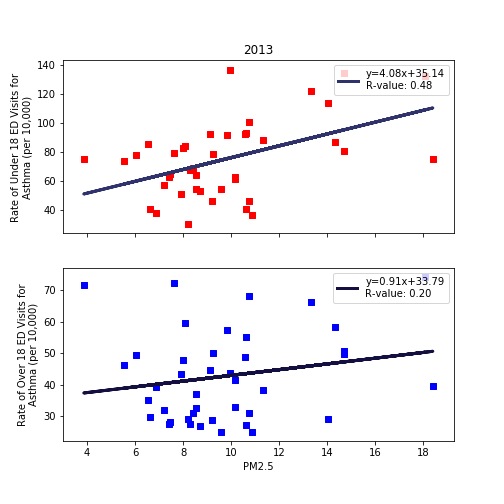 2013
Rate of Under 18 ED Visits for
Asthma (per 10,000)
140
120
100
80
60
40
y=4.08x+35.14
R-value: 0.48
Rate of Over 18 ED Visits for
Asthma (per 10,000)
70
60
50
40
30
y=0.91x+33.79
R-value: 0.20
4 6 8 10 12 14 16 18
PM2.5